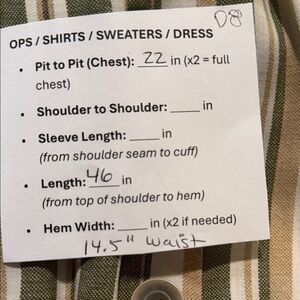 D8
OPS / SHIRTS / SWEATERS / DRESS
• Pit to Pit (Chest): 22 in (x2 = full
chest)
• Shoulder to Shoulder: _____ in
• Sleeve Length: _____ in
(from shoulder seam to cuff)
• Length: 46 in
(from top of shoulder to hem)
• Hem Width: _____ in (x2 if needed)
14.5" waist